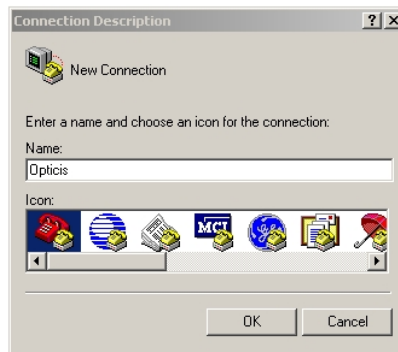 Connection Description
New Connection
Enter a name and choose an icon for the connection:
Name:
Opticis
Icon:
MCI
OK Cancel